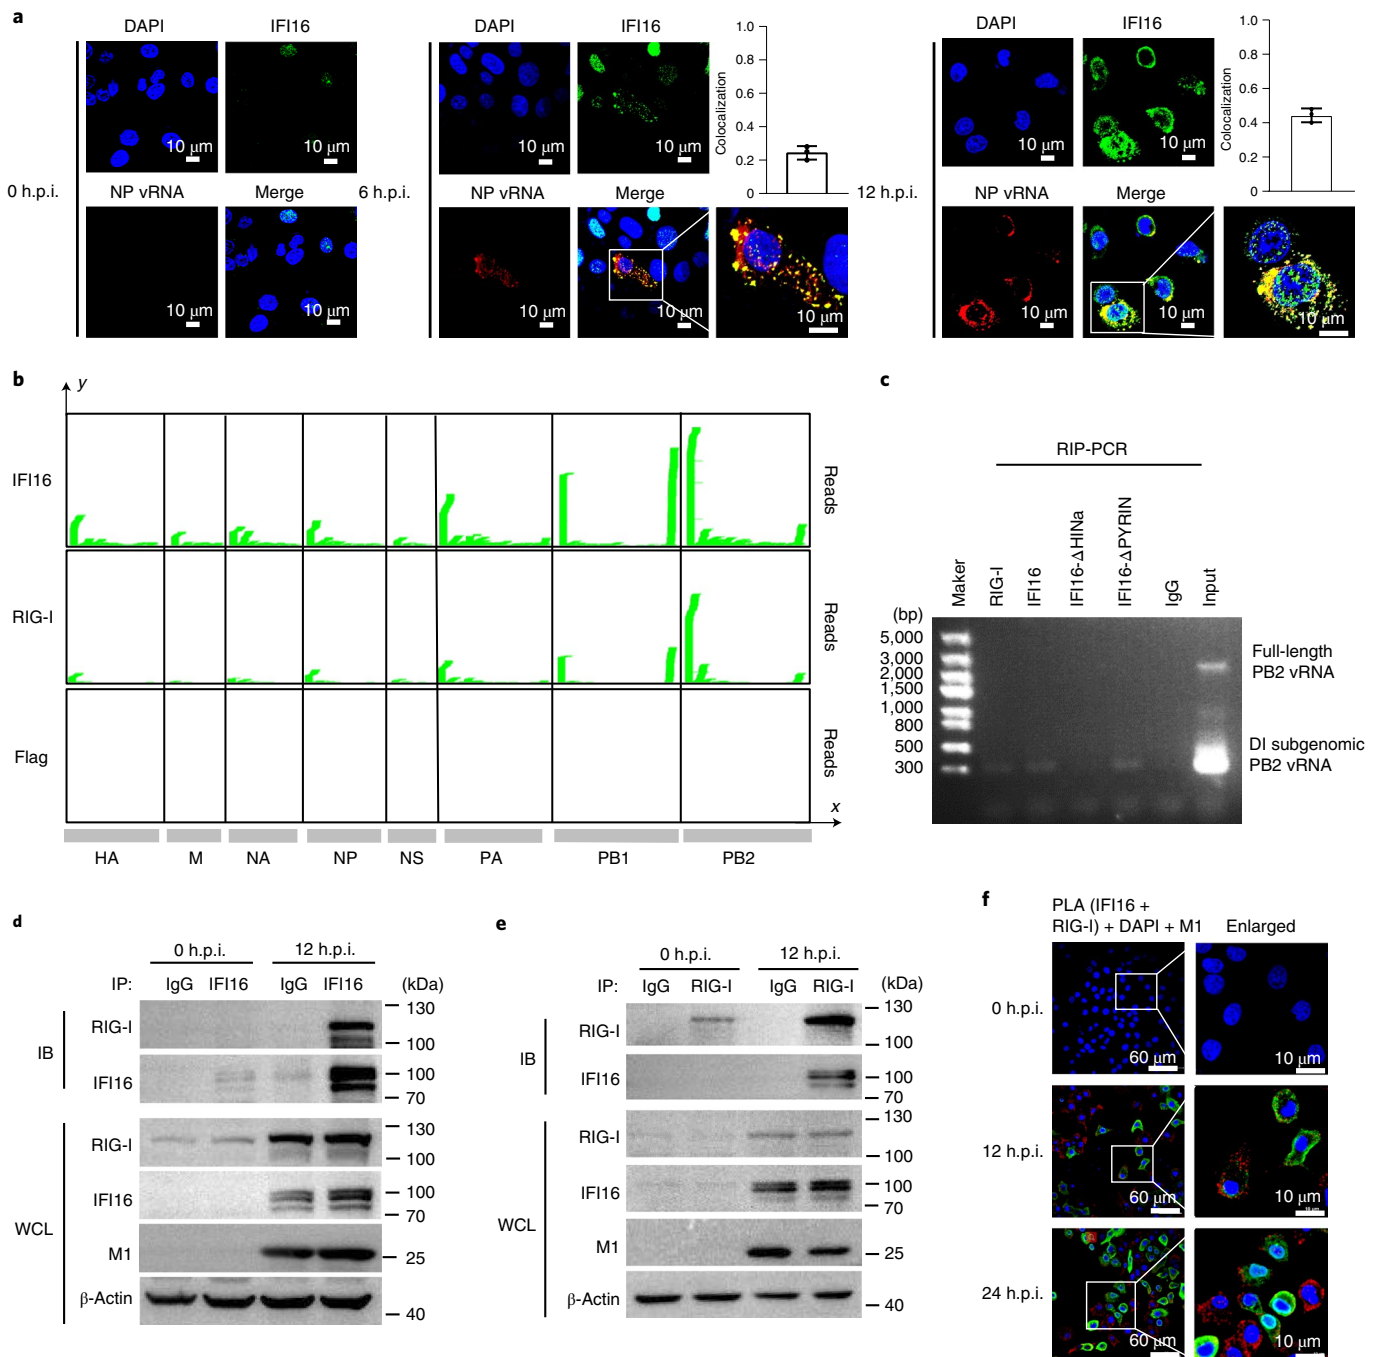 a
DAPI
IFI16
10 µm
10 µm
0 h.p.i.
NP vRNA
Merge
10 µm
10 µm
DAPI
IFI16
10 µm
10 µm
6 h.p.i.
NP vRNA
Merge
10 µm
10 µm
10 µm
Colocalization
1.0
0.8
0.6
0.4
0.2
0
DAPI
IFI16
10 µm
10 µm
12 h.p.i.
NP vRNA
Merge
10 µm
10 µm
10 µm
Colocalization
1.0
0.8
0.6
0.4
0.2
0
b
y
IFI16
Reads
RIG-I
Reads
Flag
Reads
x
HA M NA NP NS PA PB1 PB2
c
RIP-PCR
Maker
RIG-I
IFI16
IFI16-ΔHINa
IFI16-ΔPYRIN
IgG
Input
(bp)
5,000
3,000
2,000
1,500
1,000
800
500
300
Full-length
PB2 vRNA
DI subgenomic
PB2 vRNA
d
0 h.p.i. 12 h.p.i.
IP: IgG IFI16 IgG IFI16 (kDa)
IB
RIG-I
130
100
IFI16
100
70
WCL
RIG-I
130
100
IFI16
100
70
M1
25
β-Actin
40
e
0 h.p.i. 12 h.p.i.
IP: IgG RIG-I IgG RIG-I (kDa)
IB
RIG-I
130
100
IFI16
100
70
WCL
RIG-I
130
100
IFI16
100
70
M1
25
β-Actin
40
f
PLA (IFI16 +
RIG-I) + DAPI + M1
Enlarged
0 h.p.i.
60 µm
10 µm
12 h.p.i.
60 µm
10 µm
24 h.p.i.
60 µm
10 µm